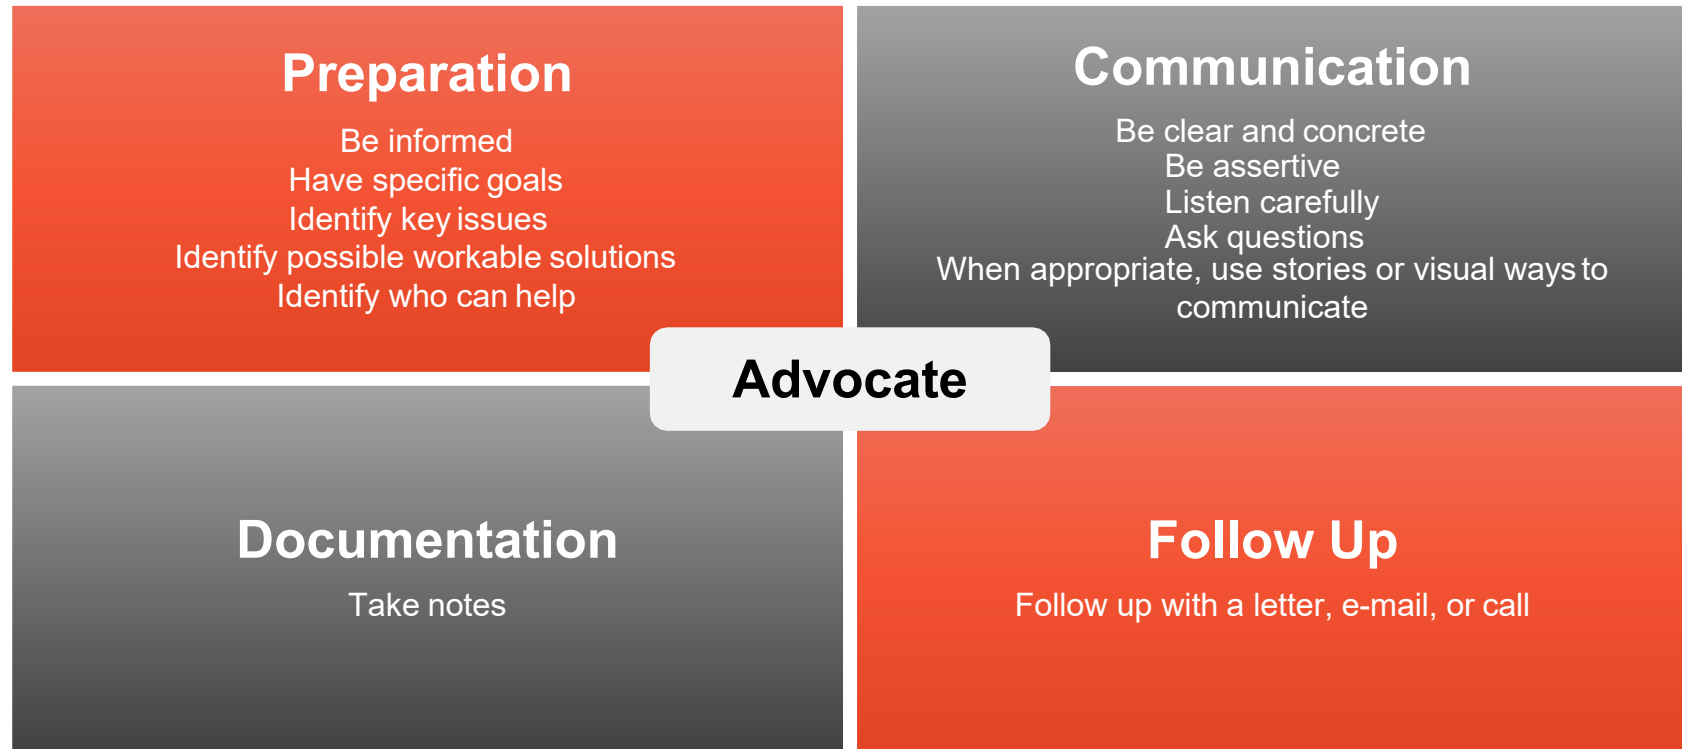 Preparation
Be informed
Have specific goals
Identify key issues
Identify possible workable solutions
Identify who can help
Communication
Be clear and concrete
Be assertive
Listen carefully
Ask questions
When appropriate, use stories or visual ways to
communicate
Advocate
Documentation
Take notes
Follow Up
Follow up with a letter, e-mail, or call